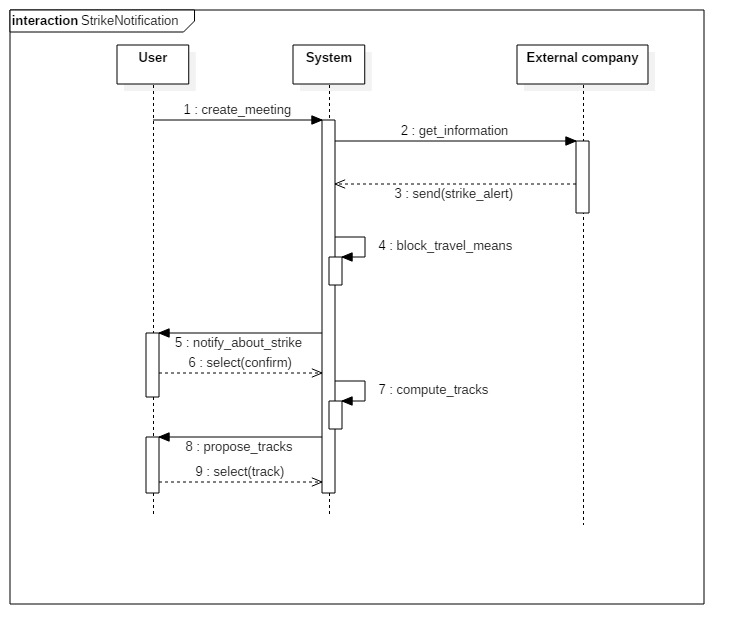 interaction StrikeNotification
User
System
External company
1 : create_meeting
2 : get_information
3 : send(strike_alert)
4 : block_travel_means
5 : notify_about_strike
6 : select(confirm)
7 : compute_tracks
8 : propose_tracks
9 : select(track)